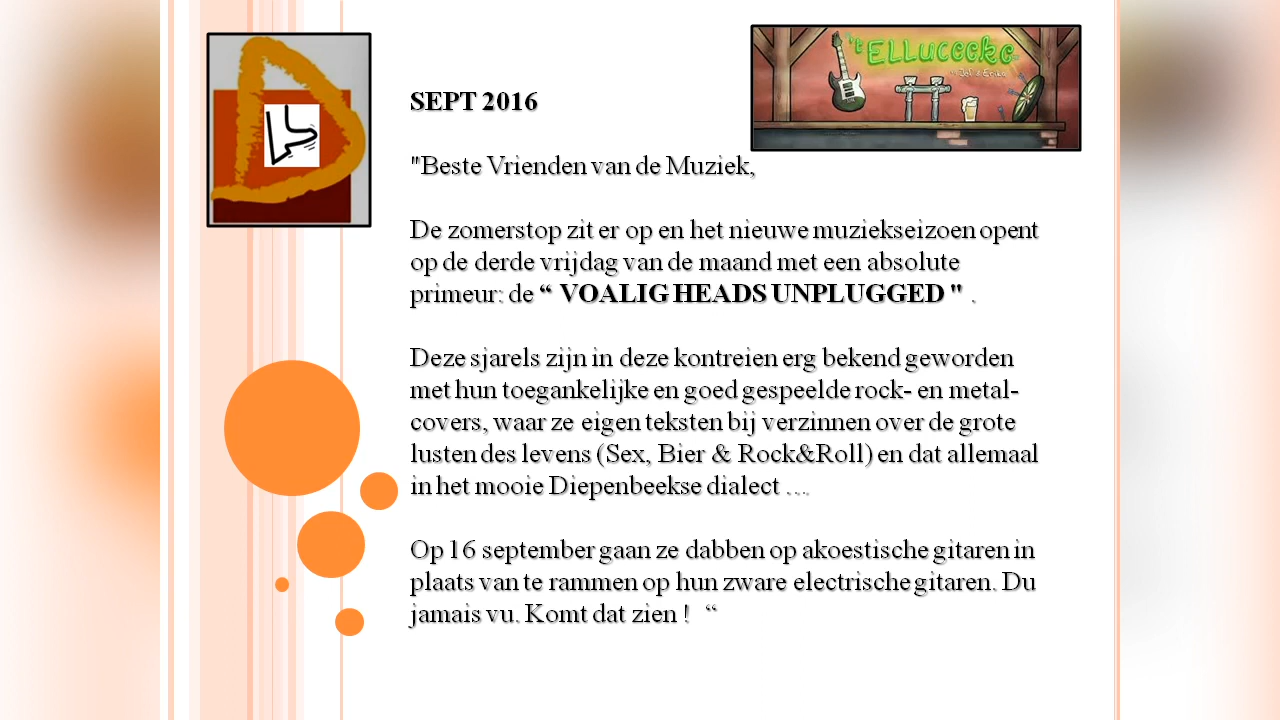 't ELLUCOOKE
SEPT 2016
"Beste Vrienden van de Muziek,
De zomerstop zit er op en het nieuwe muziekseizoen opent
op de derde vrijdag van de maand met een absolute
primeur: de “ VOALIG HEADS UNPLUGGED " .
Deze sjarels zijn in deze kontreien erg bekend geworden
met hun toegankelijke en goed gespeelde rock- en metal-
covers, waar ze eigen teksten bij verzinnen over de grote
lusten des levens (Sex, Bier & Rock&Roll) en dat allemaal
in het mooie Diepenbeekse dialect …
Op 16 september gaan ze dabben op akoestische gitaren in
plaats van te rammen op hun zware electrische gitaren. Du
jamais vu. Komt dat zien ! “